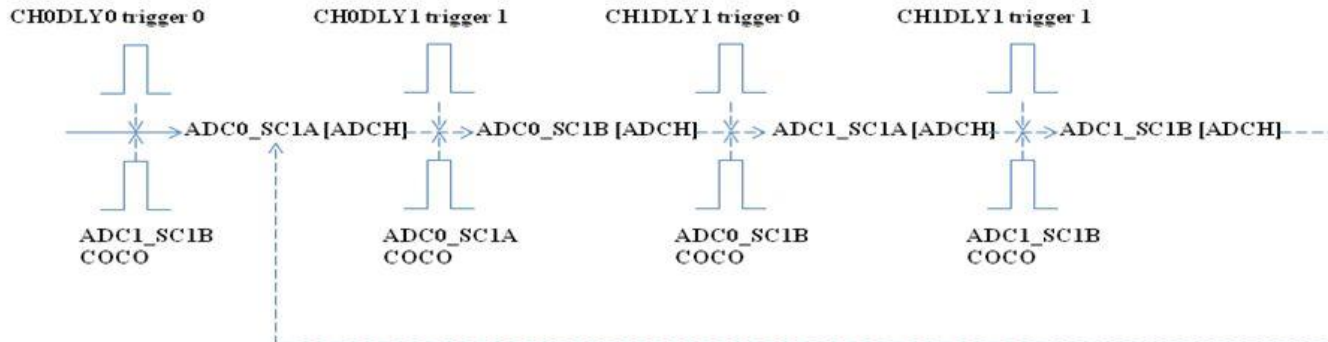 CH0DLY0 trigger 0 CH0DLY1 trigger 1 CH1DLY1 trigger 0 CH1DLY1 trigger 1
ADC0_SC1A [ADCH] ADC0_SC1B [ADCH] ADC1_SC1A [ADCH] ADC1_SC1B [ADCH]
ADC1_SC1B ADC0_SC1A ADC0_SC1B ADC1_SC1B
COCO COCO COCO COCO